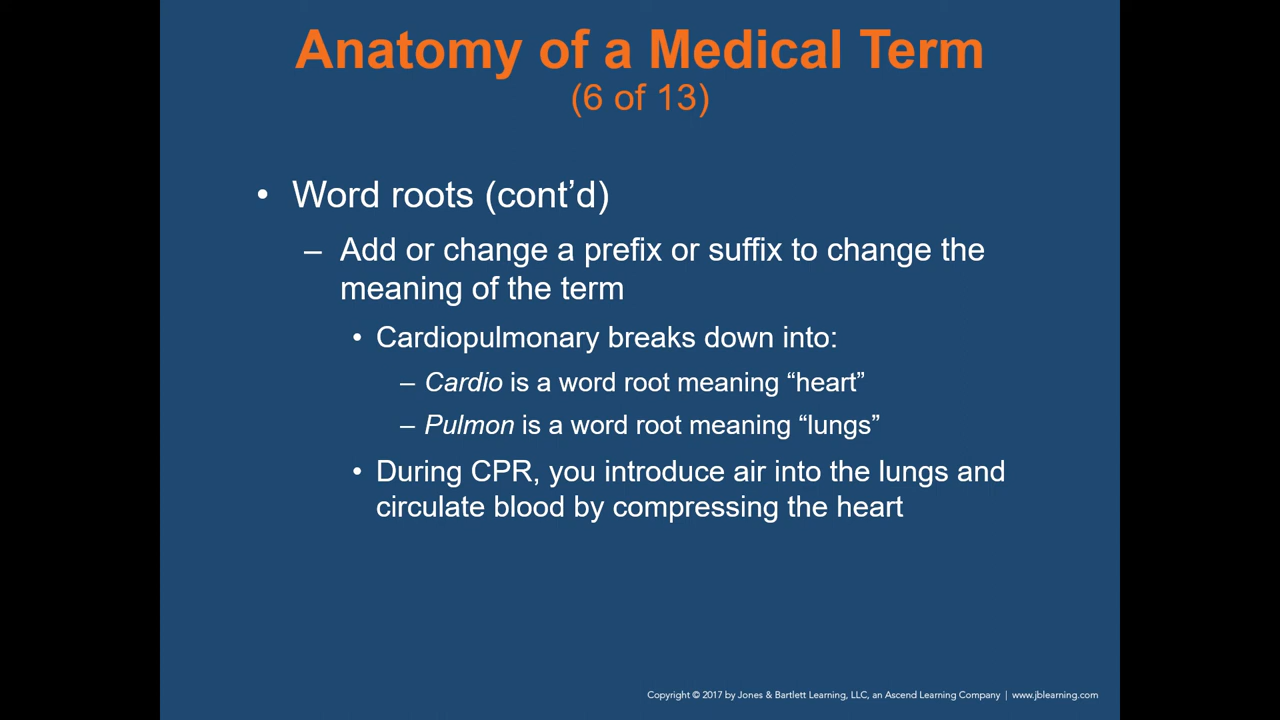 Anatomy of a Medical Term
(6 of 13)
• Word roots (cont’d)
– Add or change a prefix or suffix to change the
meaning of the term
• Cardiopulmonary breaks down into:
– Cardio is a word root meaning “heart”
– Pulmon is a word root meaning “lungs”
• During CPR, you introduce air into the lungs and
circulate blood by compressing the heart
Copyright © 2017 by Jones & Bartlett Learning, LLC, an Ascend Learning Company | www.jblearning.com